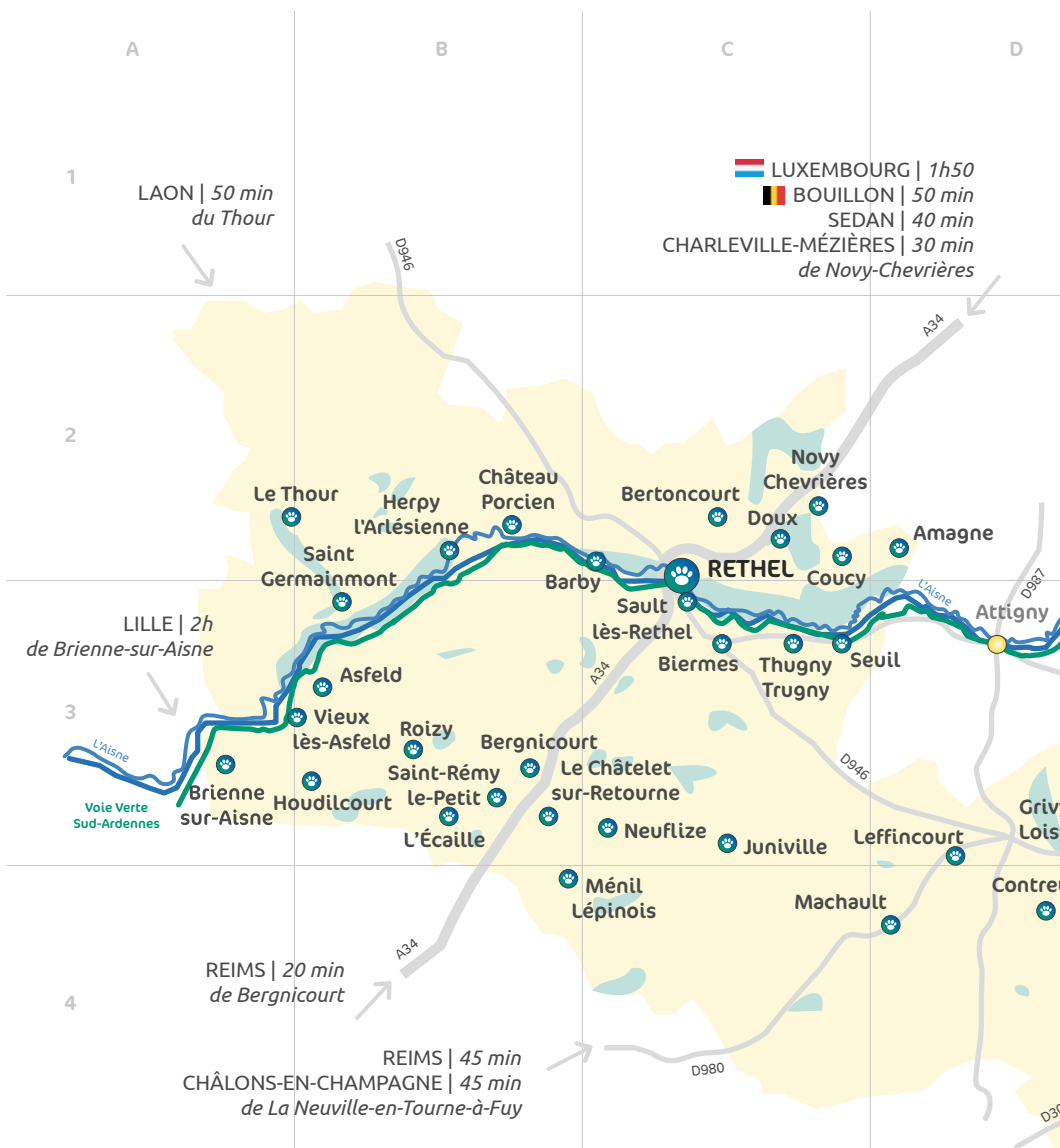 A
B
C
D
1
LUXEMBOURG | 1h50
BOUILLON | 50 min
SEDAN | 40 min
CHARLEVILLE-MÉZIÈRES | 30 min
de Novy-Chevrières
LAON | 50 min
du Thour
D946
A34
2
Novy
Chevrières
Château
Porcien
Le Thour
Herpy
l'Arlésienne
Bertoncourt
Doux
Amagne
Saint
Germainmont
Barby
RETHEL
Coucy
L'Aisne
D987
Attigny
Sault
lès-Rethel
Biermes
Thugny
Trugny
Seuil
LILLE | 2h
de Brienne-sur-Aisne
A34
Asfeld
3
Vieux
lès-Asfeld
Roizy
Bergnicourt
L'Aisne
Saint-Rémy
le-Petit
Le Châtelet
sur-Retourne
D946
Voie Verte
Sud-Ardennes
Brienne
sur-Aisne
Houdilcourt
L'Écaille
Neuflize
Juniville
Leffincourt
Ménil
Lépinois
Machault
A34
REIMS | 20 min
de Bergnicourt
4
REIMS | 45 min
CHÂLONS-EN-CHAMPAGNE | 45 min
de La Neuville-en-Tourne-à-Fuy
D980